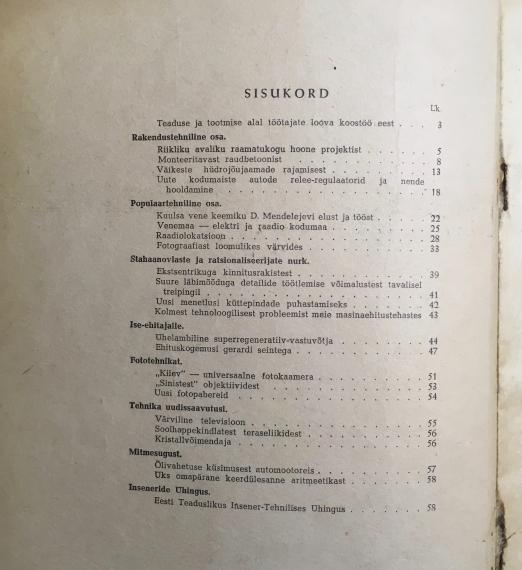 SISUKORD
Lk.
Teaduse ja tootmise alal töötajate loova koostöö eest . . . 3
Rakendustehniline osa.
Riikliku avaliku raamatukogu hoone projektist . . . . . 5
Monteeritavast raudbetoonist . . . . . . . . . . 8
Väikeste hüdrojõujaamade rajamisest . . . . . . . . 13
Uute kodumaiste autode relee-regulaatorid ja nende
hooldamine . . . . . . . . . . . . . . . 18
Populaartehniline osa.
Kuulsa vene keemiku D. Mendelejevi elust ja tööst . . . . 22
Venemaa — elektri ja raadio kodumaa . . . . . . . . 25
Raadiolokatsioon . . . . . . . . . . . . . . 28
Fotograafiast loomulikes värvides . . . . . . . . . 33
Stahaanovlaste ja ratsionaliseerijate nurk.
Ekstsentrikuga kinnitusrakistest . . . . . . . . . . 39
Suure läbimõõduga detailide töötlemise võimalustest tavalisel
treipingil . . . . . . . . . . . . . . . . 41
Uusi menetlusi küttepindade puhastamiseks . . . . . . 42
Kolmest tehnoloogilisest probleemist meie masinaehitustehastes 43
Ise-ehitajaile.
Ühelambiline superregeneratiiv-vastuvõtja . . . . . . . 44
Ehituskogemusi gerardi seintega . . . . . . . . . . 47
Fototehnikat.
„Kiiev" — universaalne fotokaamera . . . . . . . . . 51
„Sinistest" objektiividest . . . . . . . . . . . . 53
Uusi fotopabereid . . . . . . . . . . . . . . 54
Tehnika uudissaavutusi.
Värviline televisioon . . . . . . . . . . . . . 55
Soolhappekindlatest teraseliikidest . . . . . . . . . 56
Kristallvõimendaja . . . . . . . . . . . . . . 56
Mitmesugust.
Õlivahetuse küsimusest automootoreis . . . . . . . . 57
Üks omapärane keerdülesanne aritmeetikast . . . . . . 58
Inseneride Ühingus.
Eesti Teaduslikus Insener-Tehnilises Ühingus . . . . . . 58